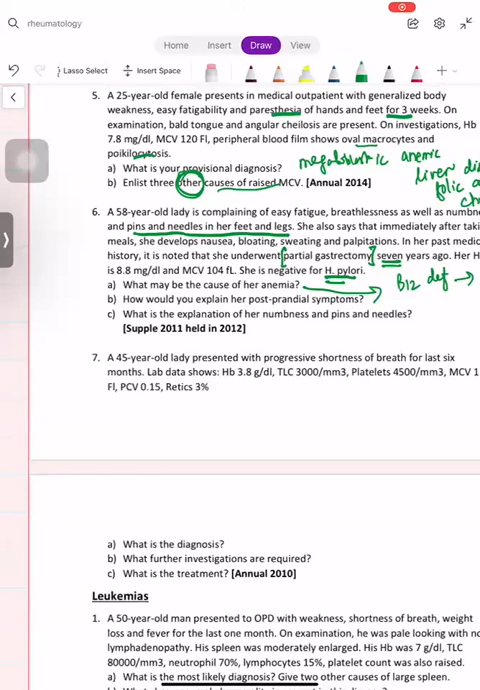 rheumatology
Home Insert Draw View
Lasso Select Insert Space
5. A 25-year-old female presents in medical outpatient with generalized body
weakness, easy fatigability and paresthesia of hands and feet for 3 weeks. On
examination, bald tongue and angular cheilosis are present. On investigations, Hb
7.8 mg/dl, MCV 120 Fl, peripheral blood film shows oval macrocytes and
poikilocytosis.
a) What is your provisional diagnosis?
megaloblastic anemic
b) Enlist three other causes of raised MCV. [Annual 2014]
liver dis
folic a
6. A 58-year-old lady is complaining of easy fatigue, breathlessness as well as numbne
and pins and needles in her feet and legs. She also says that immediately after taki
meals, she develops nausea, bloating, sweating and palpitations. In her past medic
history, it is noted that she underwent [partial gastrectomy] seven years ago. Her H
is 8.8 mg/dl and MCV 104 fL. She is negative for H. pylori.
a) What may be the cause of her anemia?
B12 def →
b) How would you explain her post-prandial symptoms?
c) What is the explanation of her numbness and pins and needles?
[Supple 2011 held in 2012]
7. A 45-year-old lady presented with progressive shortness of breath for last six
months. Lab data shows: Hb 3.8 g/dl, TLC 3000/mm3, Platelets 4500/mm3, MCV 1
Fl, PCV 0.15, Retics 3%
a) What is the diagnosis?
b) What further investigations are required?
c) What is the treatment? [Annual 2010]
Leukemias
1. A 50-year-old man presented to OPD with weakness, shortness of breath, weight
loss and fever for the last one month. On examination, he was pale looking with no
lymphadenopathy. His spleen was moderately enlarged. His Hb was 7 g/dl, TLC
80000/mm3, neutrophil 70%, lymphocytes 15%, platelet count was also raised.
a) What is the most likely diagnosis? Give two other causes of large spleen.